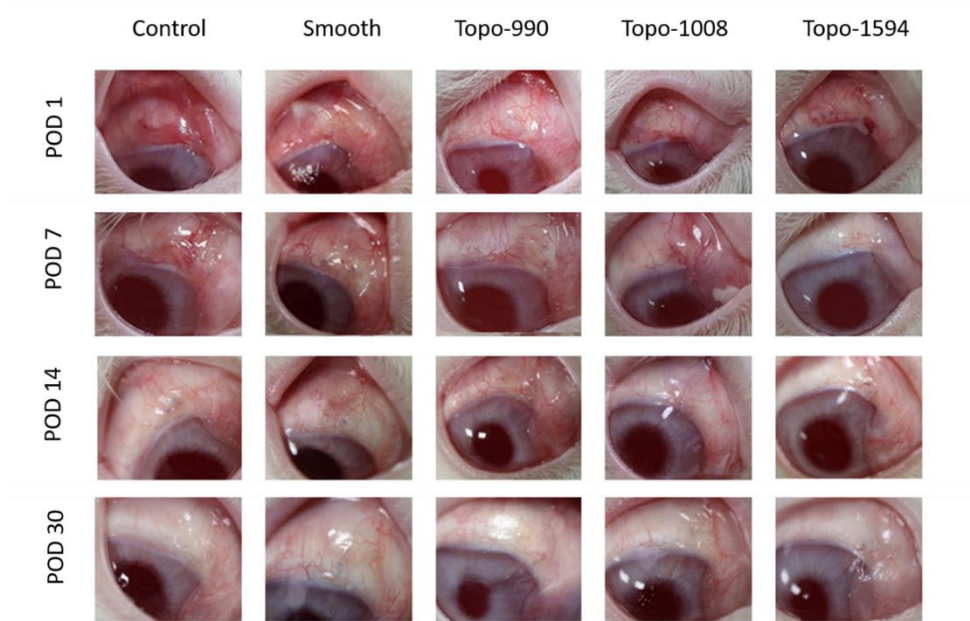 Control Smooth Topo-990 Topo-1008 Topo-1594
POD 1
POD 7
POD 14
POD 30